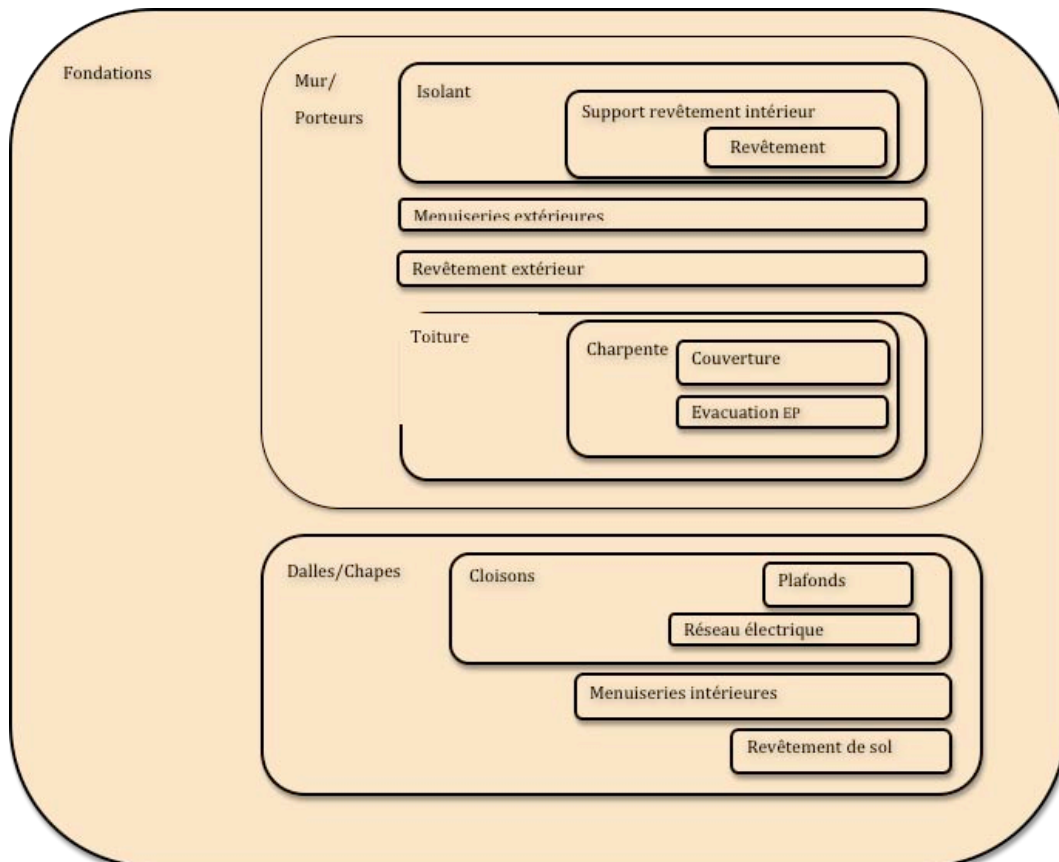 Fondations
Mur/
Porteurs
Isolant
Support revêtement intérieur
Revêtement
Menuiseries extérieures
Revêtement extérieur
Toiture
Charpente
Couverture
Evacuation EP
Dalles/Chapes
Cloisons
Plafonds
Réseau électrique
Menuiseries intérieures
Revêtement de sol